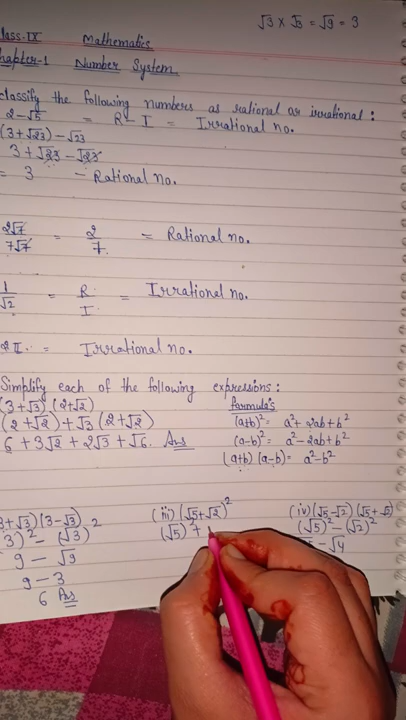 √3 × √3 = √9 = 3
lass-IX Mathematics
hapter-1 Number System
classify the following numbers as rational or irrational:
2-√5 = R-I = Irrational no.
(3+√23)-√23
3+√23-√23
= 3 - Rational no.
2√7/7√7 = 2/7. = Rational no.
1/√2 = R/I = Irrational no.
2 = Irrational no.
Simplify each of the following expressions:
(3+√3)(2+√2)
(2+√2)+√3(2+√2)
6+3√2+2√3+√6. Ans
formula's
(a+b)² = a²+2ab+b²
(a-b)² = a²-2ab+b²
(a+b)(a-b) = a²-b²
3+√3)(3-√3)
3)² - (√3)²
9 - √9
9 - 3
6 Ans
(iii) (√5+√2)²
(√5)² +
(iv) (√5-√2)(√5+√2)
(√5)² - (√2)²
- √4